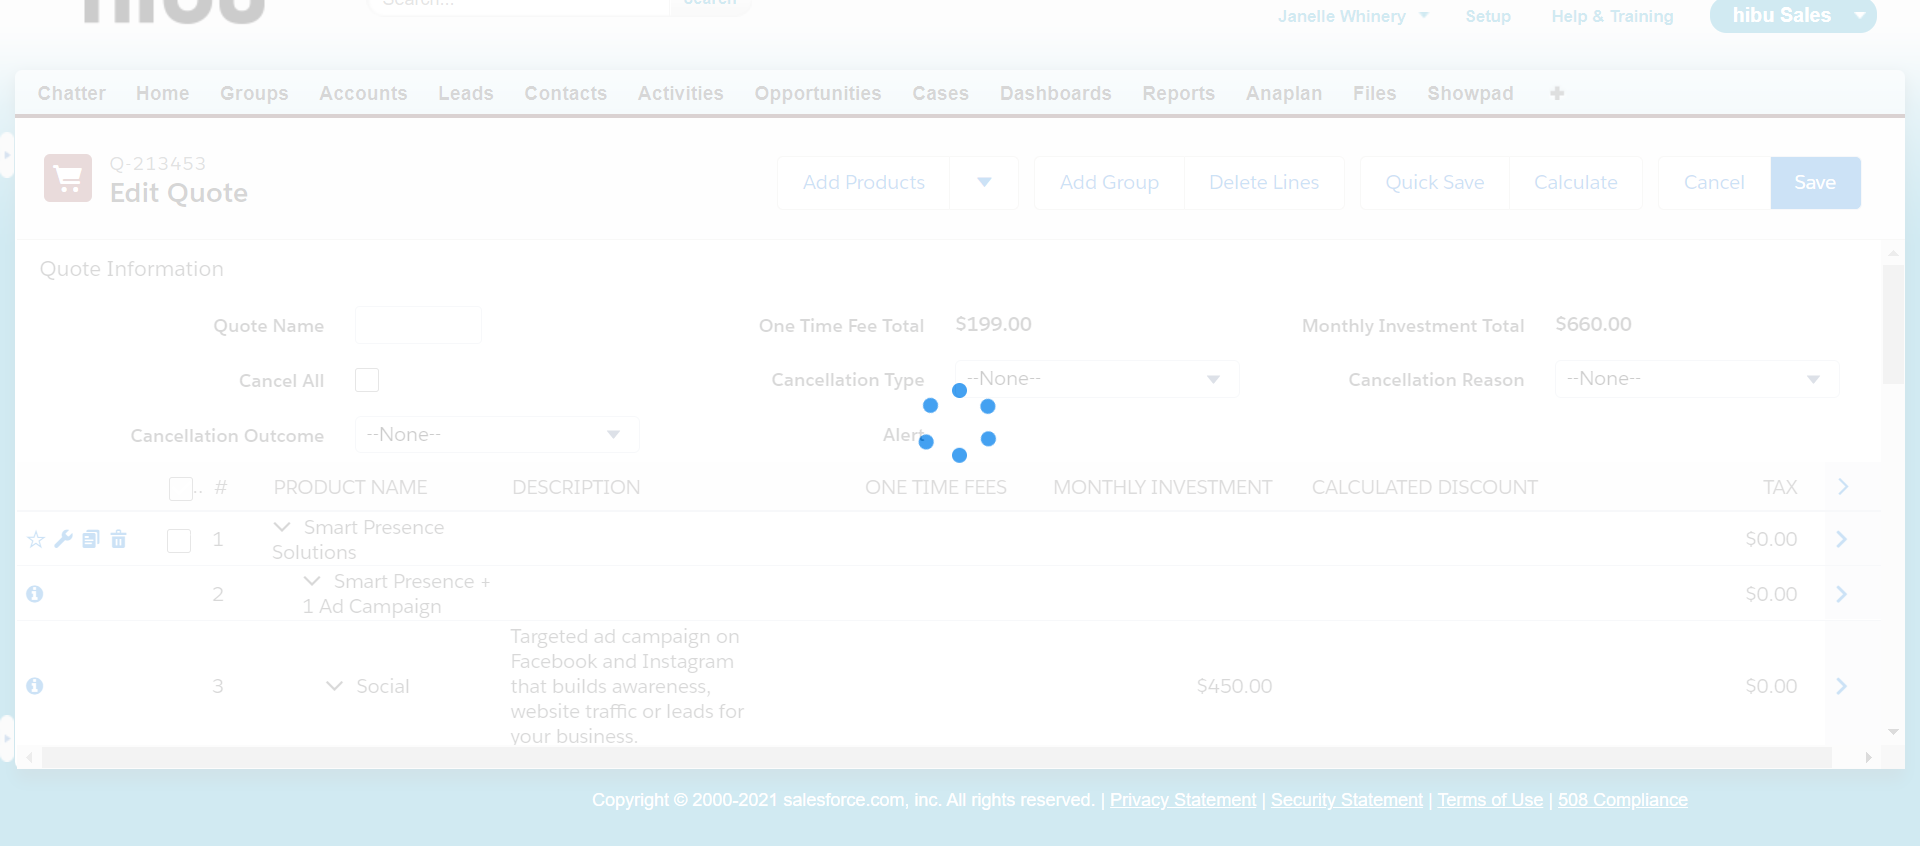 hibu
Search...
Search
Janelle Whinery
Setup
Help & Training
hibu Sales
Chatter Home Groups Accounts Leads Contacts Activities Opportunities Cases Dashboards Reports Anaplan Files Showpad
Q-213453
Edit Quote
Add Products
Add Group
Delete Lines
Quick Save
Calculate
Cancel
Save
Quote Information
Quote Name
One Time Fee Total $199.00
Monthly Investment Total $660.00
Cancel All
Cancellation Type --None--
Cancellation Reason --None--
Cancellation Outcome --None--
Alert
.. # PRODUCT NAME DESCRIPTION ONE TIME FEES MONTHLY INVESTMENT CALCULATED DISCOUNT TAX
1 Smart Presence
Solutions
$0.00
2 Smart Presence +
1 Ad Campaign
$0.00
3 Social
Targeted ad campaign on
Facebook and Instagram
that builds awareness,
website traffic or leads for
your business.
$450.00
$0.00
Copyright © 2000-2021 salesforce.com, inc. All rights reserved. | Privacy Statement | Security Statement | Terms of Use | 508 Compliance